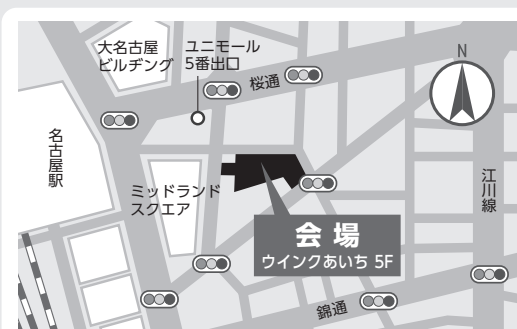 大名古屋
ビルヂング
ユニモール
5番出口
桜通
N
名古屋駅
ミッドランド
スクエア
江川線
会場
ウインクあいち 5F
錦通